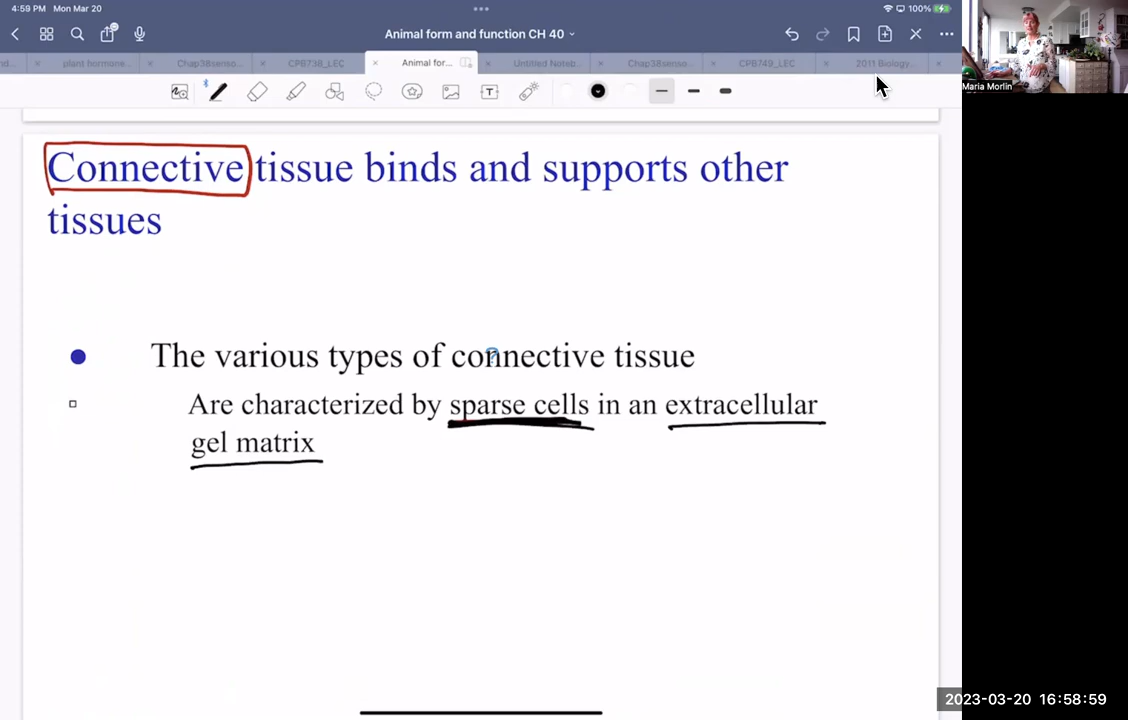 4:59 PM Mon Mar 20
100%
Animal form and function CH 40
nd...
plant hormone...
Chap38senso...
CPB738_LEC
Animal for...
Untitled Noteb...
Chap38senso...
CPB749_LEC
2011 Biology...
Maria Morlin
Connective tissue binds and supports other
tissues
The various types of connective tissue
?
Are characterized by sparse cells in an extracellular
gel matrix
2023-03-20 16:58:59